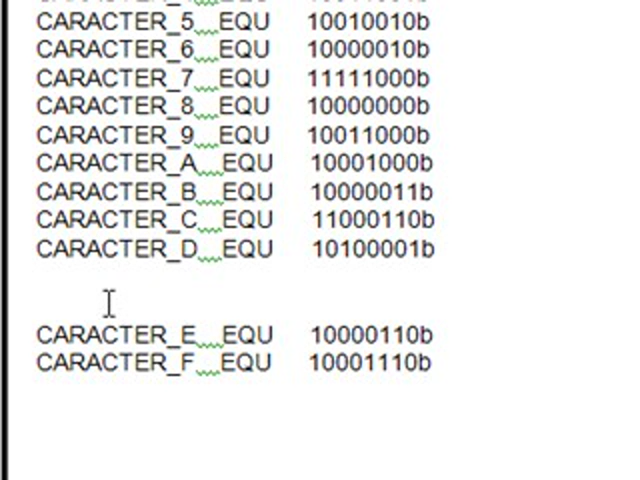 CARACTER_5 EQU 10010010b
CARACTER_6 EQU 10000010b
CARACTER_7 EQU 11111000b
CARACTER_8 EQU 10000000b
CARACTER_9 EQU 10011000b
CARACTER_A EQU 10001000b
CARACTER_B EQU 10000011b
CARACTER_C EQU 11000110b
CARACTER_D EQU 10100001b
CARACTER_E EQU 10000110b
CARACTER_F EQU 10001110b